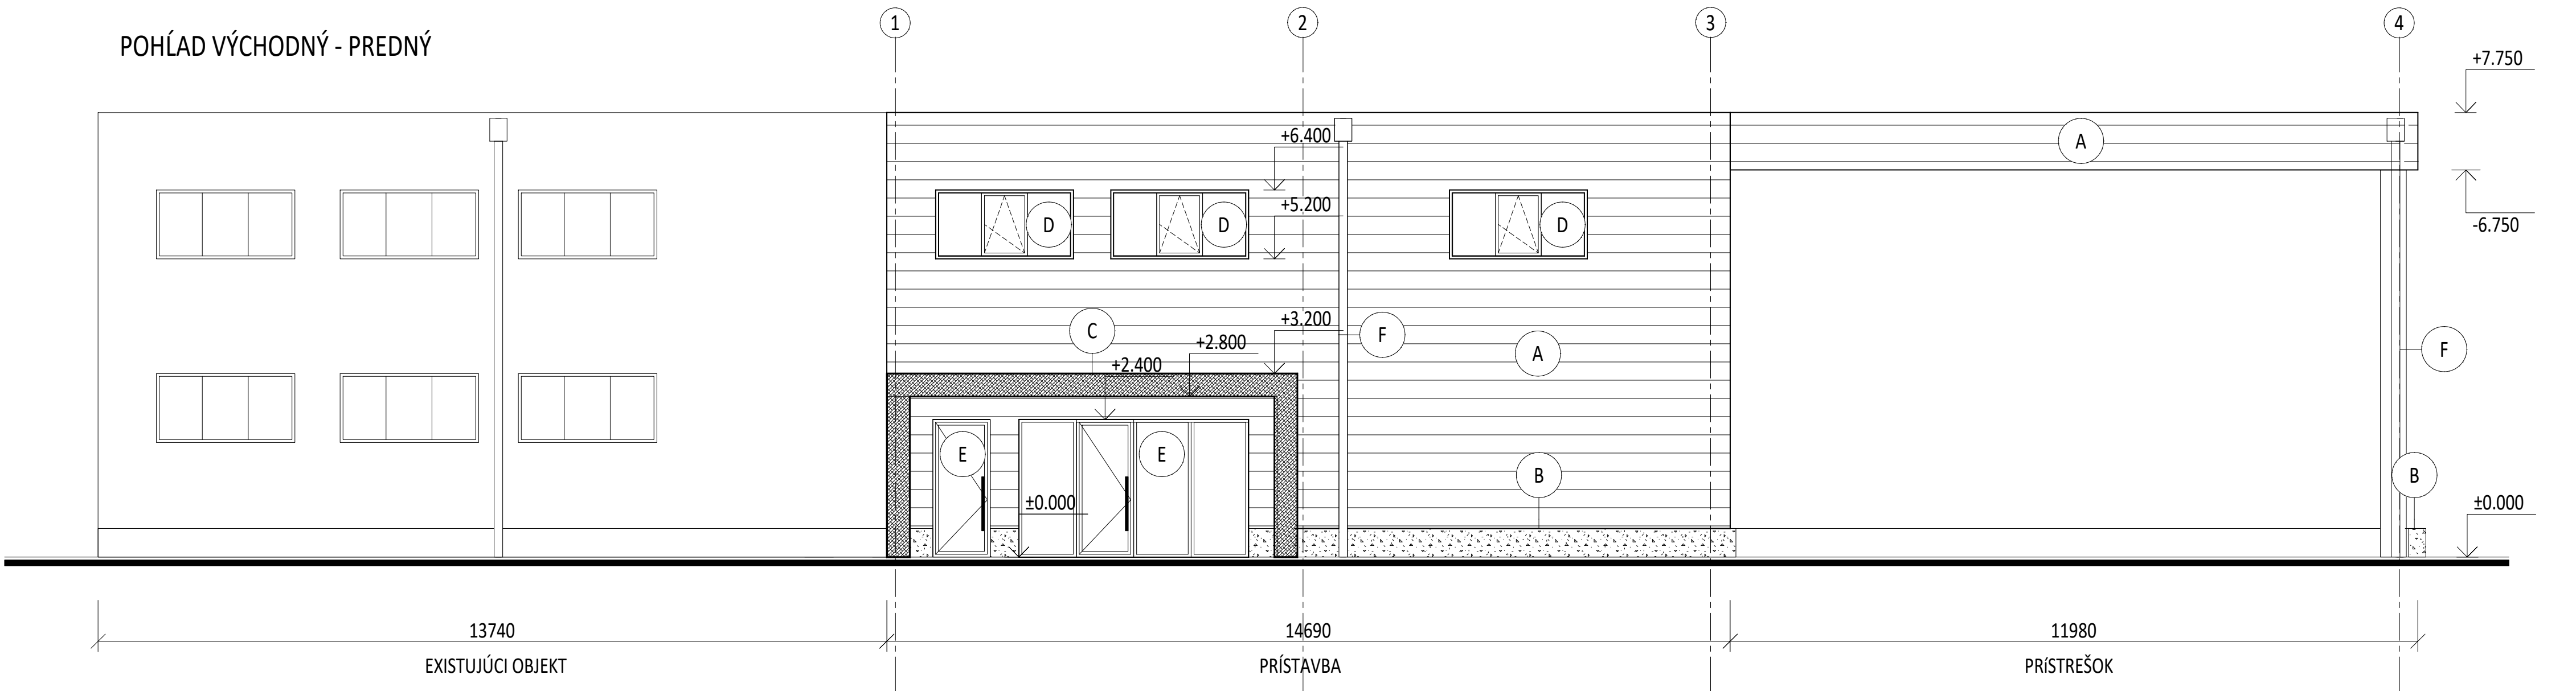 1
2
3
4
POHĹAD VÝCHODNÝ - PREDNÝ
+7.750
+6.400
A
+5.200
D
D
D
-6.750
C
+3.200
F
+2.800
A
F
+2.400
E
E
B
B
±0.000
±0.000
13740
14690
11980
EXISTUJÚCI OBJEKT
PRÍSTAVBA
PRíSTREŠOK